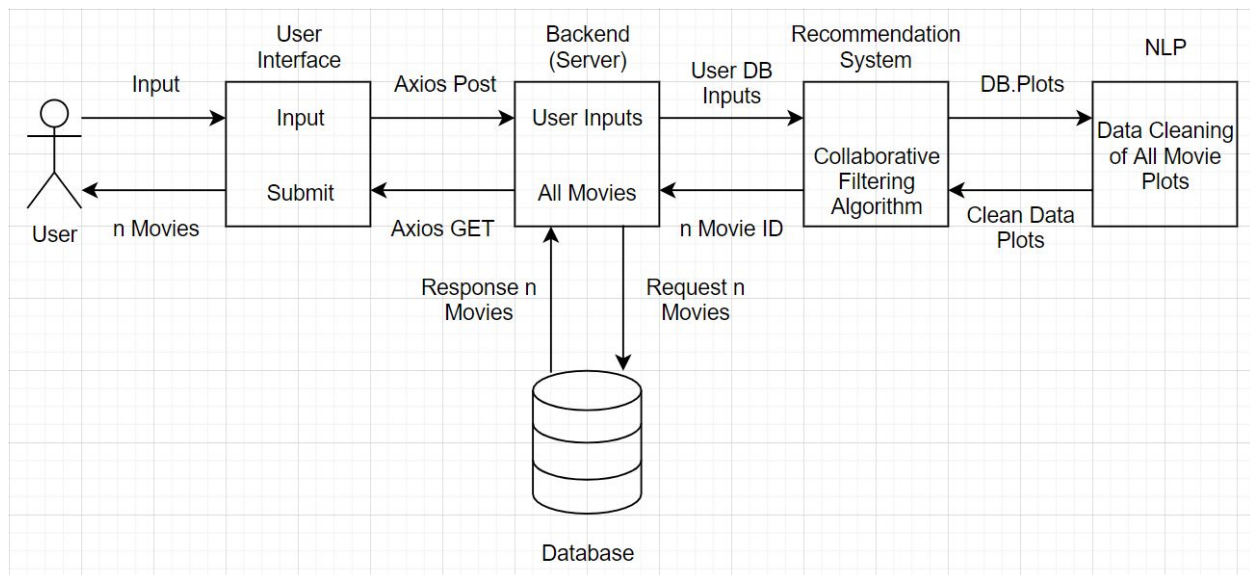 User
Interface
Backend
(Server)
Recommendation
System
NLP
Input
Axios Post
User DB
Inputs
DB.Plots
Input
User Inputs
Data Cleaning
of All Movie
Plots
Collaborative
Filtering
Algorithm
Submit
All Movies
User
n Movies
Axios GET
n Movie ID
Clean Data
Plots
Response n
Movies
Request n
Movies
Database